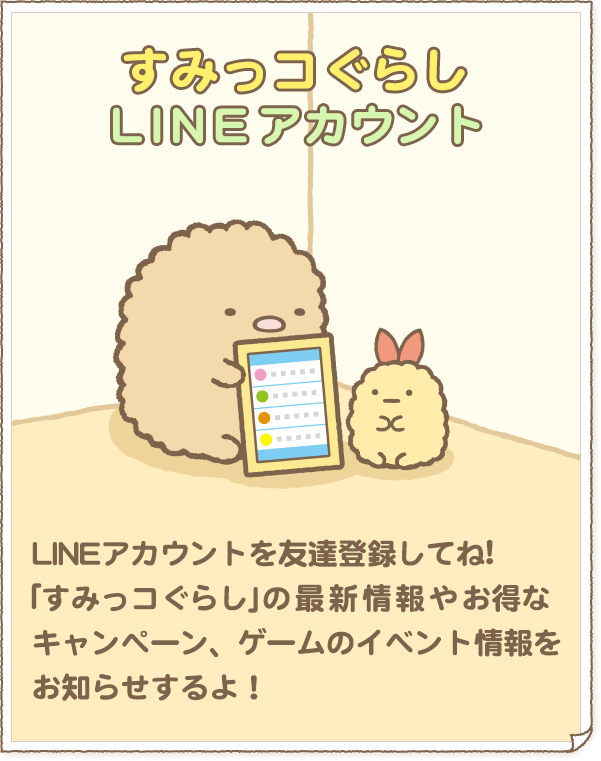 すみっコぐらし
LINEアカウント
LINEアカウントを友達登録してね!
「すみっコぐらし」の最新情報やお得な
キャンペーン、ゲームのイベント情報を
お知らせするよ！